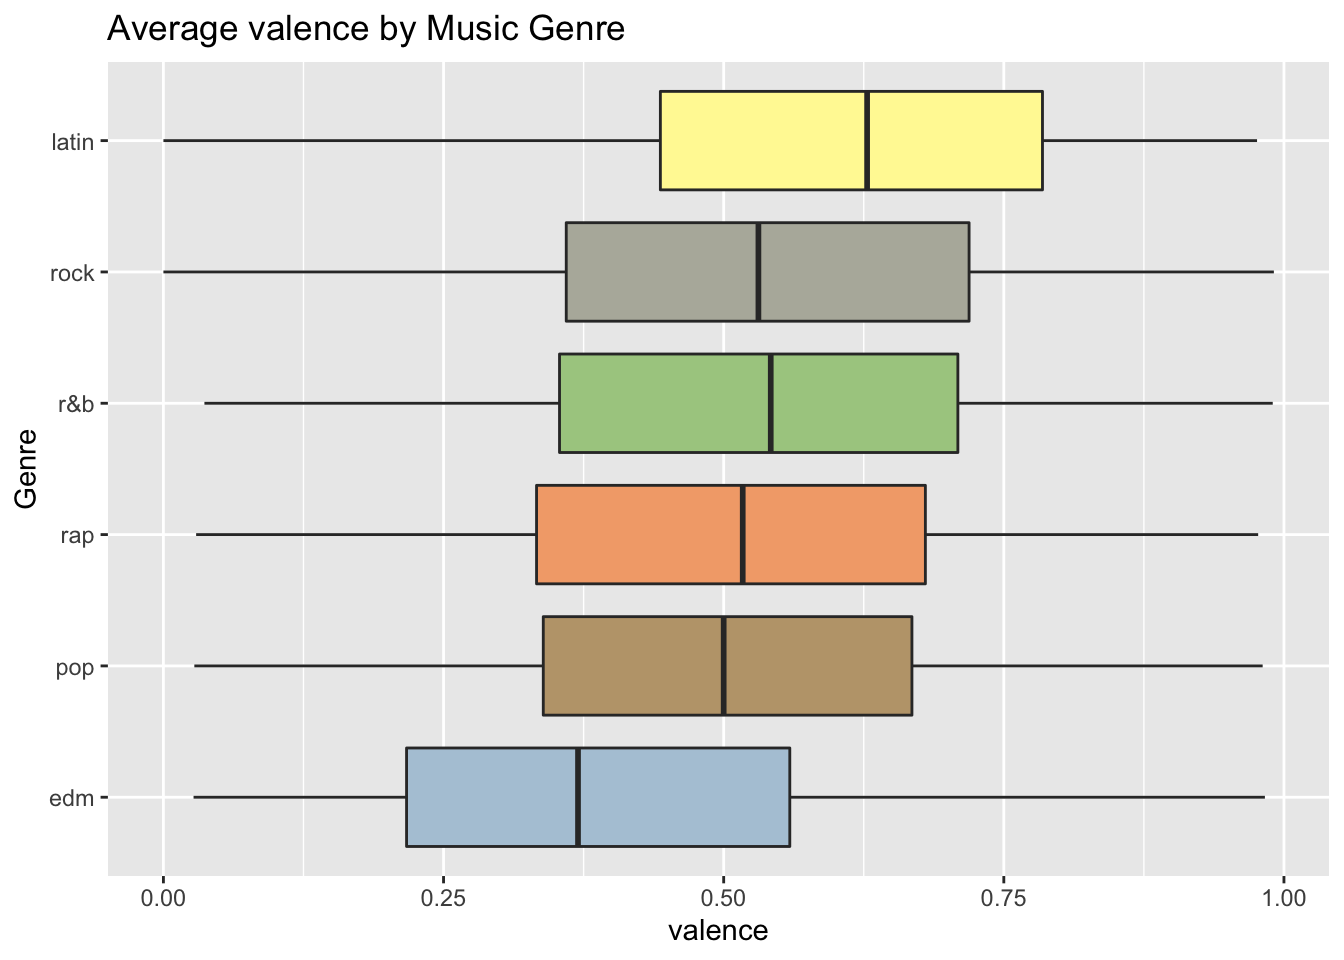 Average valence by Music Genre
Genre
latin
rock
r&b
rap
pop
edm
0.00 0.25 0.50 0.75 1.00
valence